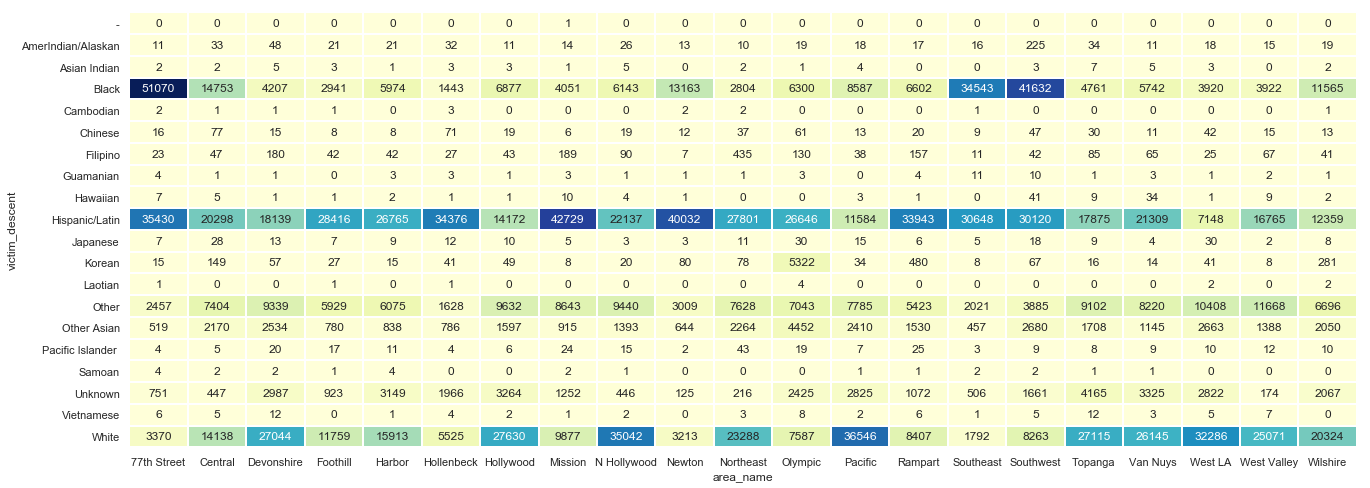 - 0 0 0 0 0 0 0 1 0 0 0 0 0 0 0 0 0 0 0 0 0
AmerIndian/Alaskan 11 33 48 21 21 32 11 14 26 13 10 19 18 17 16 225 34 11 18 15 19
Asian Indian 2 2 5 3 1 3 3 1 5 0 2 1 4 0 0 3 7 5 3 0 2
Black 51070 14753 4207 2941 5974 1443 6877 4051 6143 13163 2804 6300 8587 6602 34543 41632 4761 5742 3920 3922 11565
Cambodian 2 1 1 1 0 3 0 0 0 2 2 0 0 0 1 0 0 0 0 0 1
Chinese 16 77 15 8 8 71 19 6 19 12 37 61 13 20 9 47 30 11 42 15 13
Filipino 23 47 180 42 42 27 43 189 90 7 435 130 38 157 11 42 85 65 25 67 41
Guamanian 4 1 1 0 3 3 1 3 1 1 1 3 0 4 11 10 1 3 1 2 1
Hawaiian 7 5 1 1 2 1 1 10 4 1 0 0 3 1 0 41 9 34 1 9 2
Hispanic/Latin 35430 20298 18139 28416 26765 34376 14172 42729 22137 40032 27801 26646 11584 33943 30648 30120 17875 21309 7148 16765 12359
Japanese 7 28 13 7 9 12 10 5 3 3 11 30 15 6 5 18 9 4 30 2 8
victim_descent
Korean 15 149 57 27 15 41 49 8 20 80 78 5322 34 480 8 67 16 14 41 8 281
Laotian 1 0 0 1 0 1 0 0 0 0 0 4 0 0 0 0 0 0 2 0 2
Other 2457 7404 9339 5929 6075 1628 9632 8643 9440 3009 7628 7043 7785 5423 2021 3885 9102 8220 10408 11668 6696
Other Asian 519 2170 2534 780 838 786 1597 915 1393 644 2264 4452 2410 1530 457 2680 1708 1145 2663 1388 2050
Pacific Islander 4 5 20 17 11 4 6 24 15 2 43 19 7 25 3 9 8 9 10 12 10
Samoan 4 2 2 1 4 0 0 2 1 0 0 0 1 1 2 2 1 1 0 0 0
Unknown 751 447 2987 923 3149 1966 3264 1252 446 125 216 2425 2825 1072 506 1661 4165 3325 2822 174 2067
Vietnamese 6 5 12 0 1 4 2 1 2 0 3 8 2 6 1 5 12 3 5 7 0
White 3370 14138 27044 11759 15913 5525 27630 9877 35042 3213 23288 7587 36546 8407 1792 8263 27115 26145 32286 25071 20324
77th Street Central Devonshire Foothill Harbor Hollenbeck Hollywood Mission N Hollywood Newton Northeast Olympic Pacific Rampart Southeast Southwest Topanga Van Nuys West LA West Valley Wilshire
area_name